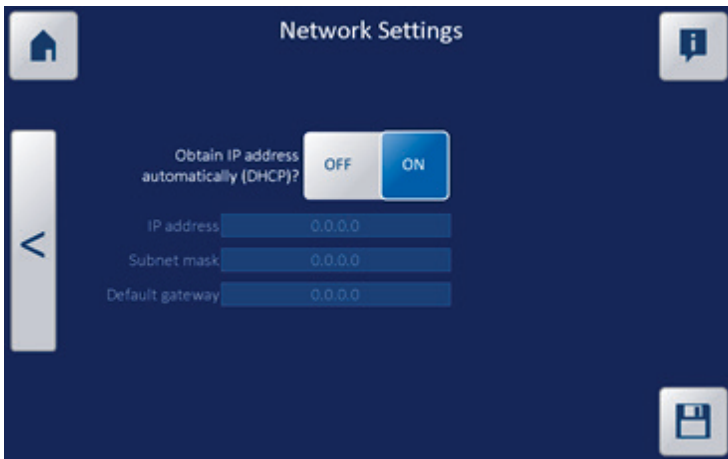 Network Settings
Obtain IP address
automatically (DHCP)?
OFF
ON
IP address
0.0.0.0
Subnet mask
0.0.0.0
Default gateway
0.0.0.0